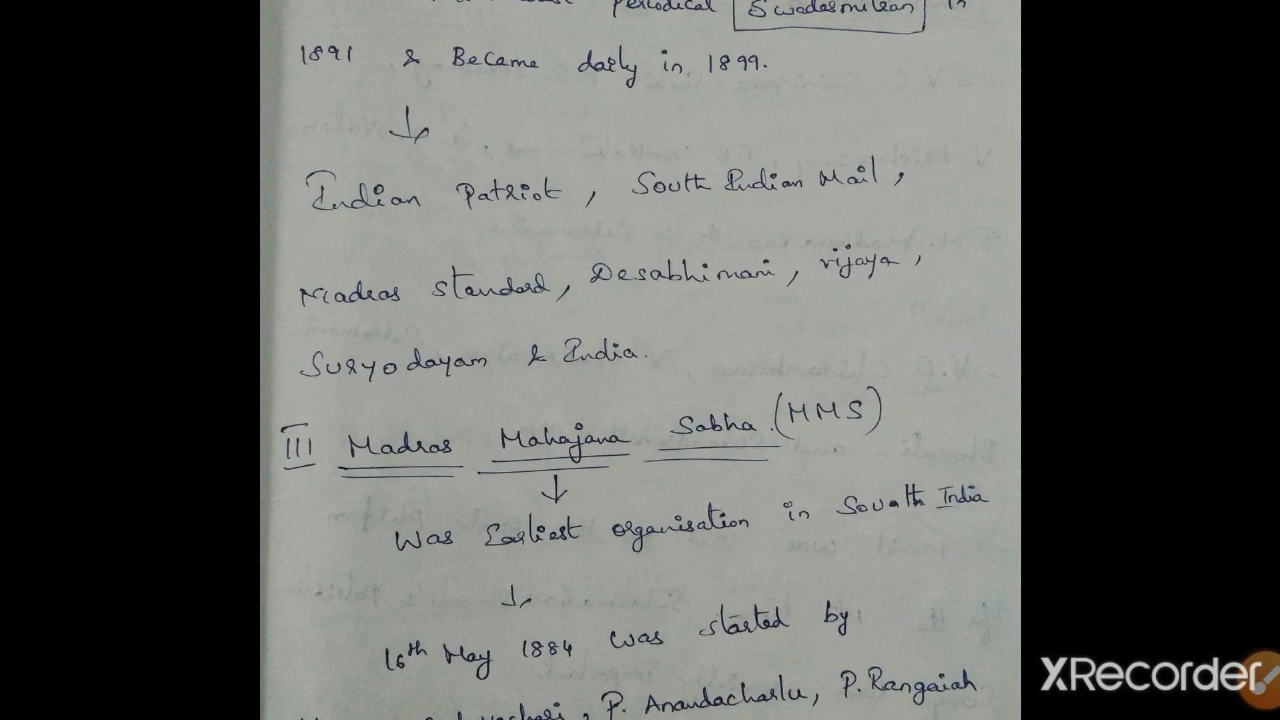 Periodical Swadesmitran in
1891 & Became daily in 1899.
Indian Patriot, South Indian Mail,
Madras Standard, Desabhimani, vijaya,
Suryodayam & India.
III Madras Mahajana Sabha. (MMS)
Was Earliest organisation in South India
16th May 1884 was started by
P. Anandacharlu, P. Rangaiah
XRecorder